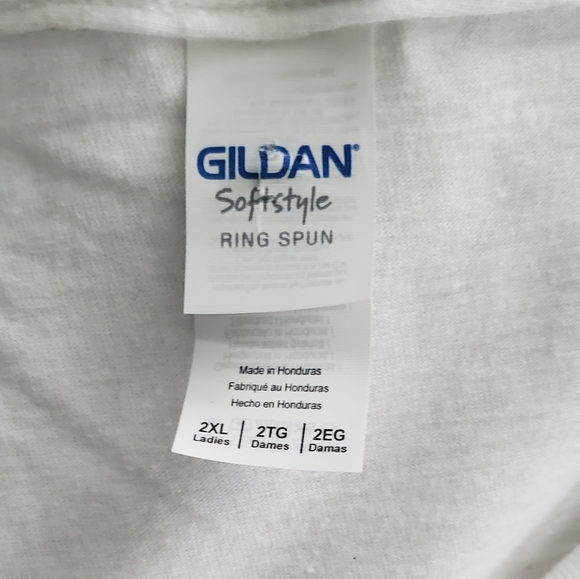 GILDAN®
Softstyle
RING SPUN
Made in Honduras
Fabriqué au Honduras
Hecho en Honduras
2XL | 2TG | 2EG
Ladies | Dames | Damas